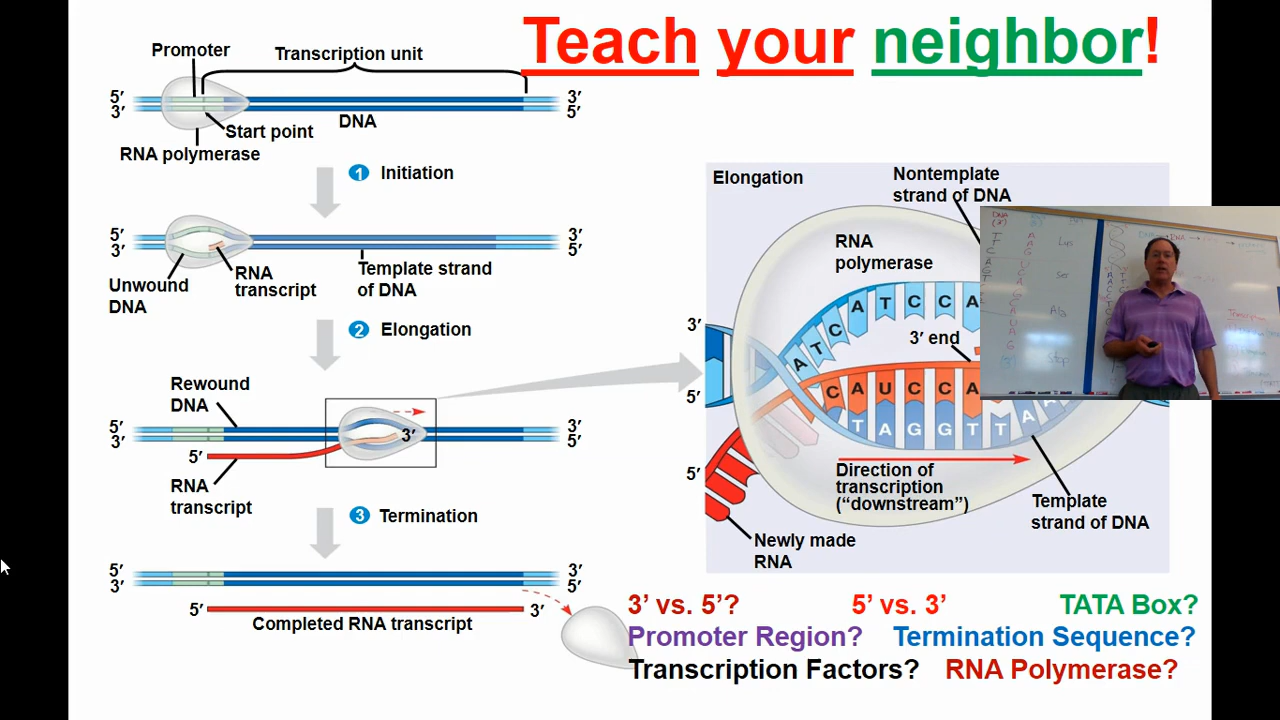 Teach your neighbor!
Promoter
Transcription unit
5′
3′
3′
5′
Start point
DNA
RNA polymerase
1 Initiation
5′
3′
3′
5′
Unwound
DNA
RNA
transcript
Template strand
of DNA
2 Elongation
Rewound
DNA
5′
3′
3′
3′
5′
5′
RNA
transcript
3 Termination
5′
3′
3′
5′
5′
3′
Completed RNA transcript
Elongation
Nontemplate
strand of DNA
RNA
polymerase
A T C A T C C A
3′
3′ end
5′
C A U C C A
T A G G T T A A
5′
Direction of
transcription
(“downstream”)
Template
strand of DNA
Newly made
RNA
3’ vs. 5’?
5’ vs. 3’
TATA Box?
Promoter Region?
Termination Sequence?
Transcription Factors?
RNA Polymerase?